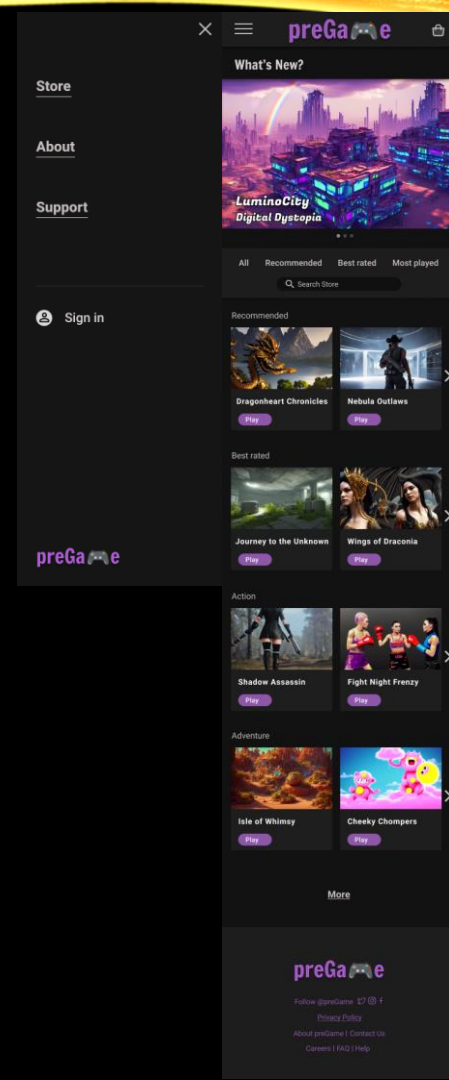 Store
About
Support
Sign in
preGa🎮e
preGa🎮e
What's New?
LuminoCity
Digital Dystopia
All Recommended Best rated Most played
Search Store
Recommended
Dragonheart Chronicles Nebula Outlaws
Play Play
Best rated
Journey to the Unknown Wings of Draconia
Play Play
Action
Shadow Assassin Fight Night Frenzy
Play Play
Adventure
Isle of Whimsy Cheeky Chompers
Play Play
More
preGa🎮e
Follow @preGame
Privacy Policy
About preGame | Contact Us
Careers | FAQ | Help